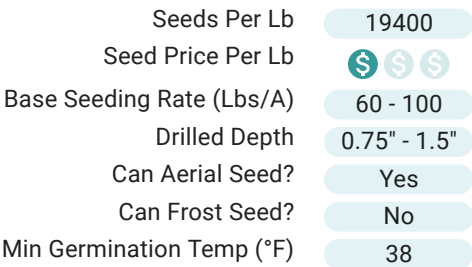 Seeds Per Lb 19400
Seed Price Per Lb $ $ $
Base Seeding Rate (Lbs/A) 60 - 100
Drilled Depth 0.75" - 1.5"
Can Aerial Seed? Yes
Can Frost Seed? No
Min Germination Temp (°F) 38